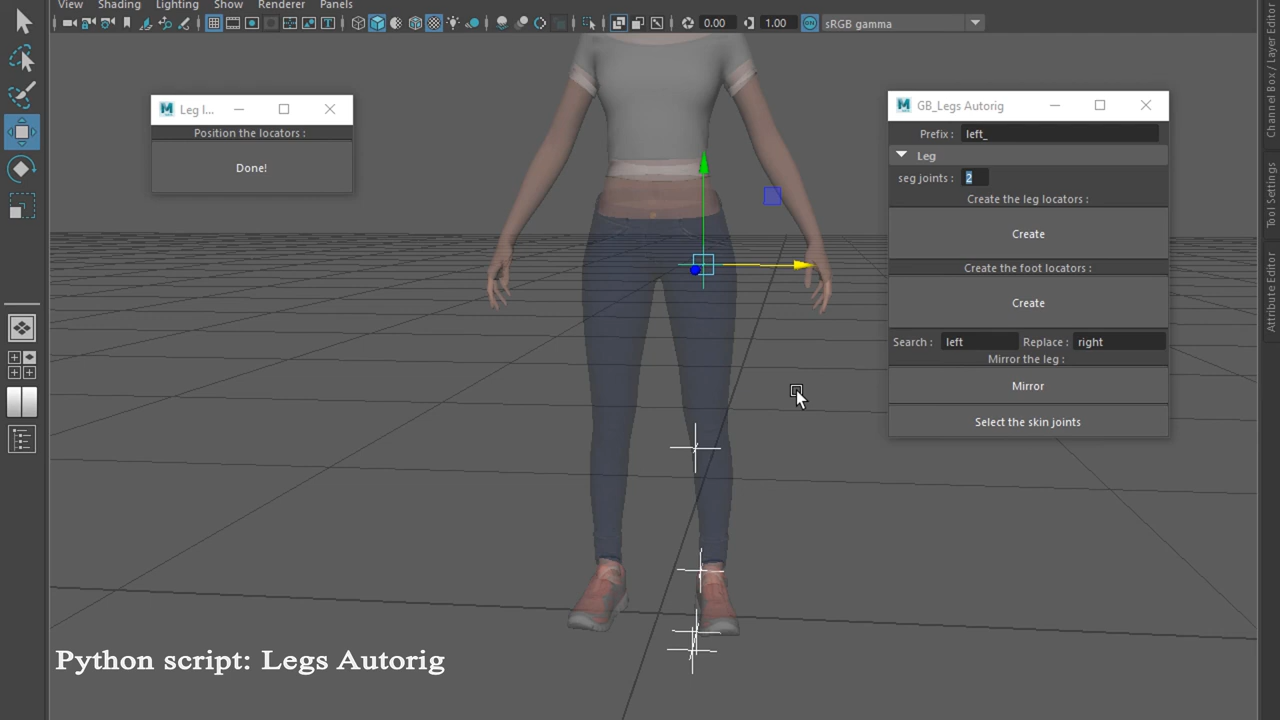 View Shading Lighting Show Renderer Panels
0.00 1.00 ON sRGB gamma
Channel Box / Layer Editor
Tool Settings
Attribute Editor
M Leg l...
Position the locators :
Done!
M GB_Legs Autorig
Prefix : left_
Leg
seg joints : 2
Create the leg locators :
Create
Create the foot locators :
Create
Search : left Replace : right
Mirror the leg :
Mirror
Select the skin joints
Python script: Legs Autorig